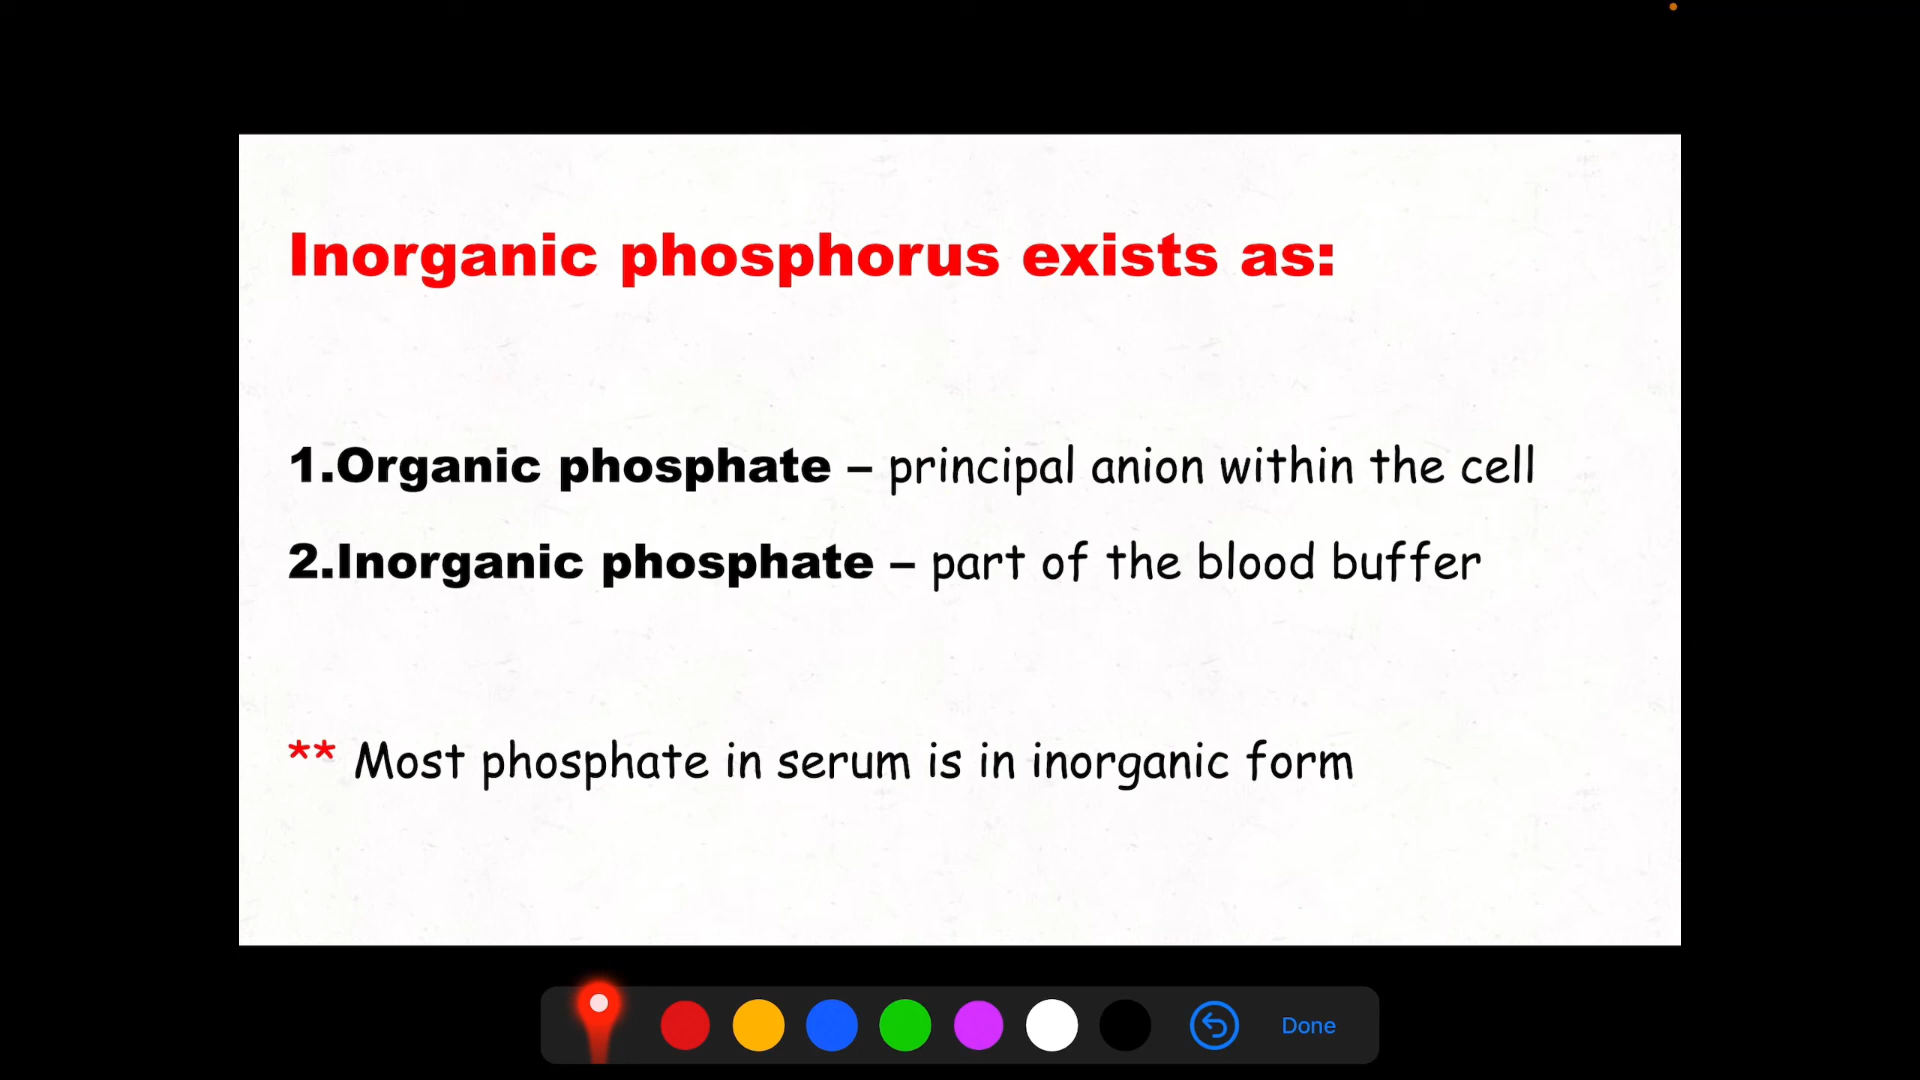 Inorganic phosphorus exists as:
1.Organic phosphate – principal anion within the cell
2.Inorganic phosphate – part of the blood buffer
** Most phosphate in serum is in inorganic form
Done